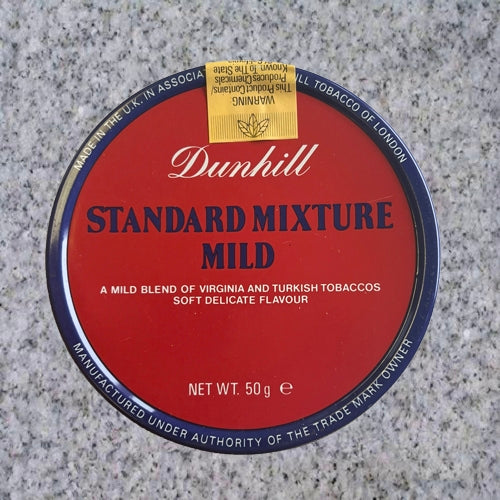 MADE IN THE U.K. IN ASSOCIA
ILL TOBACCO OF LONDON
WARNING
This Product Contains/
Produces Chemicals
Known To The State
Dunhill
STANDARD MIXTURE
MILD
A MILD BLEND OF VIRGINIA AND TURKISH TOBACCOS
SOFT DELICATE FLAVOUR
NET WT. 50g ℮
MANUFACTURED UNDER AUTHORITY OF THE TRADE MARK OWNER